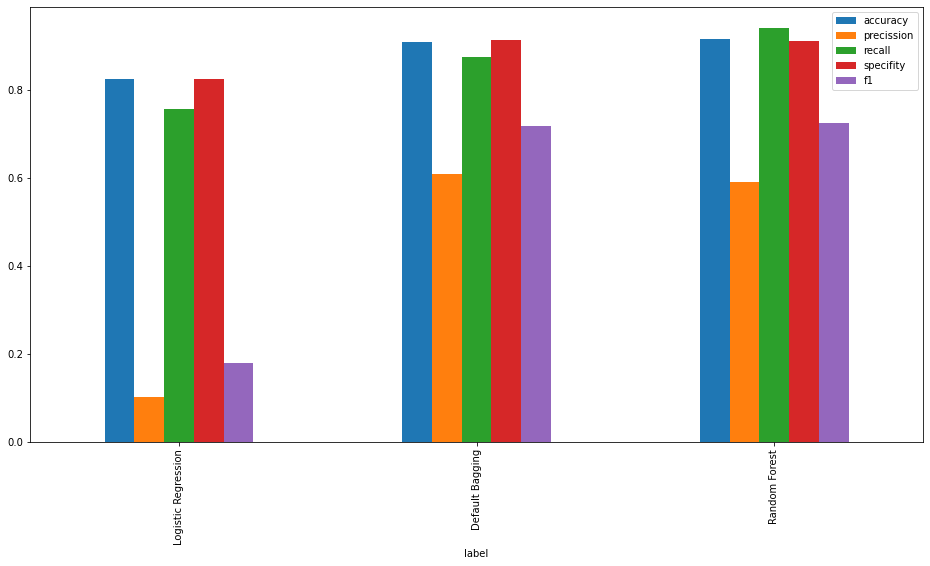 accuracy
precission
recall
specifity
f1
0.8
0.6
0.4
0.2
0.0
Logistic Regression
Default Bagging
Random Forest
label